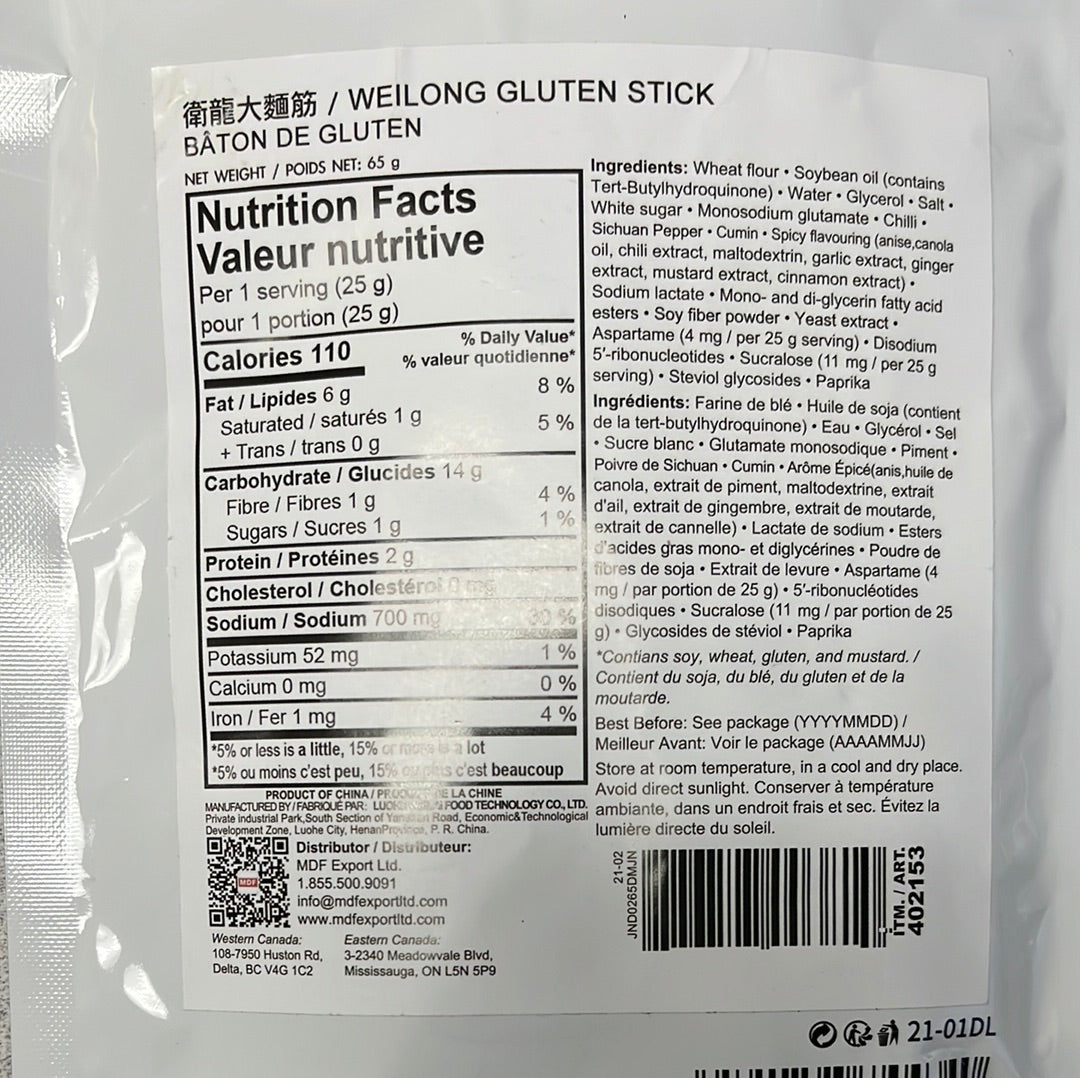 衛龍大麵筋 / WEILONG GLUTEN STICK
BÂTON DE GLUTEN
NET WEIGHT / POIDS NET: 65 g
Nutrition Facts
Valeur nutritive
Per 1 serving (25 g)
pour 1 portion (25 g)
% Daily Value*
Calories 110
% valeur quotidienne*
Fat / Lipides 6 g 8 %
Saturated / saturés 1 g 5 %
+ Trans / trans 0 g
Carbohydrate / Glucides 14 g
Fibre / Fibres 1 g 4 %
Sugars / Sucres 1 g 1 %
Protein / Protéines 2 g
Cholesterol / Cholestérol 0 mg
Sodium / Sodium 700 mg 30 %
Potassium 52 mg 1 %
Calcium 0 mg 0 %
Iron / Fer 1 mg 4 %
*5% or less is a little, 15% or more is a lot
*5% ou moins c'est peu, 15% ou plus c'est beaucoup
PRODUCT OF CHINA / DE LA CHINE
MANUFACTURED BY / FABRIQUÉ PAR: FOOD TECHNOLOGY CO., LTD.
Private industrial Park,South Section of Road, Economic&Technological
Development Zone, Luohe City, HenanProvince, P. R. China.
MDF
Distributor / Distributeur:
MDF Export Ltd.
1.855.500.9091
info@mdfexportltd.com
www.mdfexportltd.com
Western Canada:
108-7950 Huston Rd,
Delta, BC V4G 1C2
Eastern Canada:
3-2340 Meadowvale Blvd,
Mississauga, ON L5N 5P9
Ingredients: Wheat flour • Soybean oil (contains
Tert-Butylhydroquinone) • Water • Glycerol • Salt •
White sugar • Monosodium glutamate • Chilli •
Sichuan Pepper • Cumin • Spicy flavouring (anise,canola
oil, chili extract, maltodextrin, garlic extract, ginger
extract, mustard extract, cinnamon extract) •
Sodium lactate • Mono- and di-glycerin fatty acid
esters • Soy fiber powder • Yeast extract •
Aspartame (4 mg / per 25 g serving) • Disodium
5'-ribonucleotides • Sucralose (11 mg / per 25 g
serving) • Steviol glycosides • Paprika
Ingrédients: Farine de blé • Huile de soja (contient
de la tert-butylhydroquinone) • Eau • Glycérol • Sel
• Sucre blanc • Glutamate monosodique • Piment •
Poivre de Sichuan • Cumin • Arôme Épicé(anis,huile de
canola, extrait de piment, maltodextrine, extrait
d'ail, extrait de gingembre, extrait de moutarde,
extrait de cannelle) • Lactate de sodium • Esters
d'acides gras mono- et diglycérines • Poudre de
fibres de soja • Extrait de levure • Aspartame (4
mg / par portion de 25 g) • 5'-ribonucléotides
disodiques • Sucralose (11 mg / par portion de 25
g) • Glycosides de stéviol • Paprika
*Contians soy, wheat, gluten, and mustard. /
Contient du soja, du blé, du gluten et de la
moutarde.
Best Before: See package (YYYYMMDD) /
Meilleur Avant: Voir le package (AAAAMMJJ)
Store at room temperature, in a cool and dry place.
Avoid direct sunlight. Conserver à température
ambiante, dans un endroit frais et sec. Évitez la
lumière directe du soleil.
21-02
JND0265DMJN
ITM. / ART.
402153
21-01DL